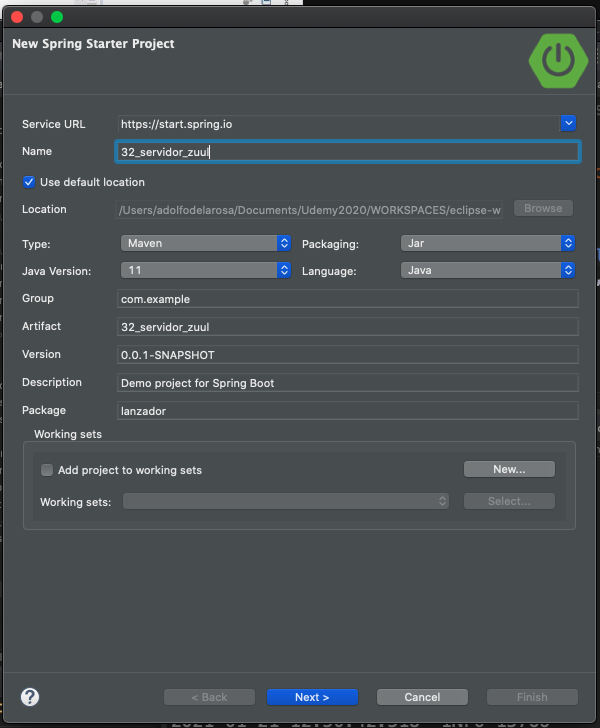 New Spring Starter Project
Service URL https://start.spring.io
Name 32_servidor_zuul
Use default location
Location /Users/adolfodelarosa/Documents/Udemy2020/WORKSPACES/eclipse-w Browse
Type: Maven Packaging: Jar
Java Version: 11 Language: Java
Group com.example
Artifact 32_servidor_zuul
Version 0.0.1-SNAPSHOT
Description Demo project for Spring Boot
Package lanzador
Working sets
Add project to working sets New...
Working sets: Select...
? < Back Next > Cancel Finish